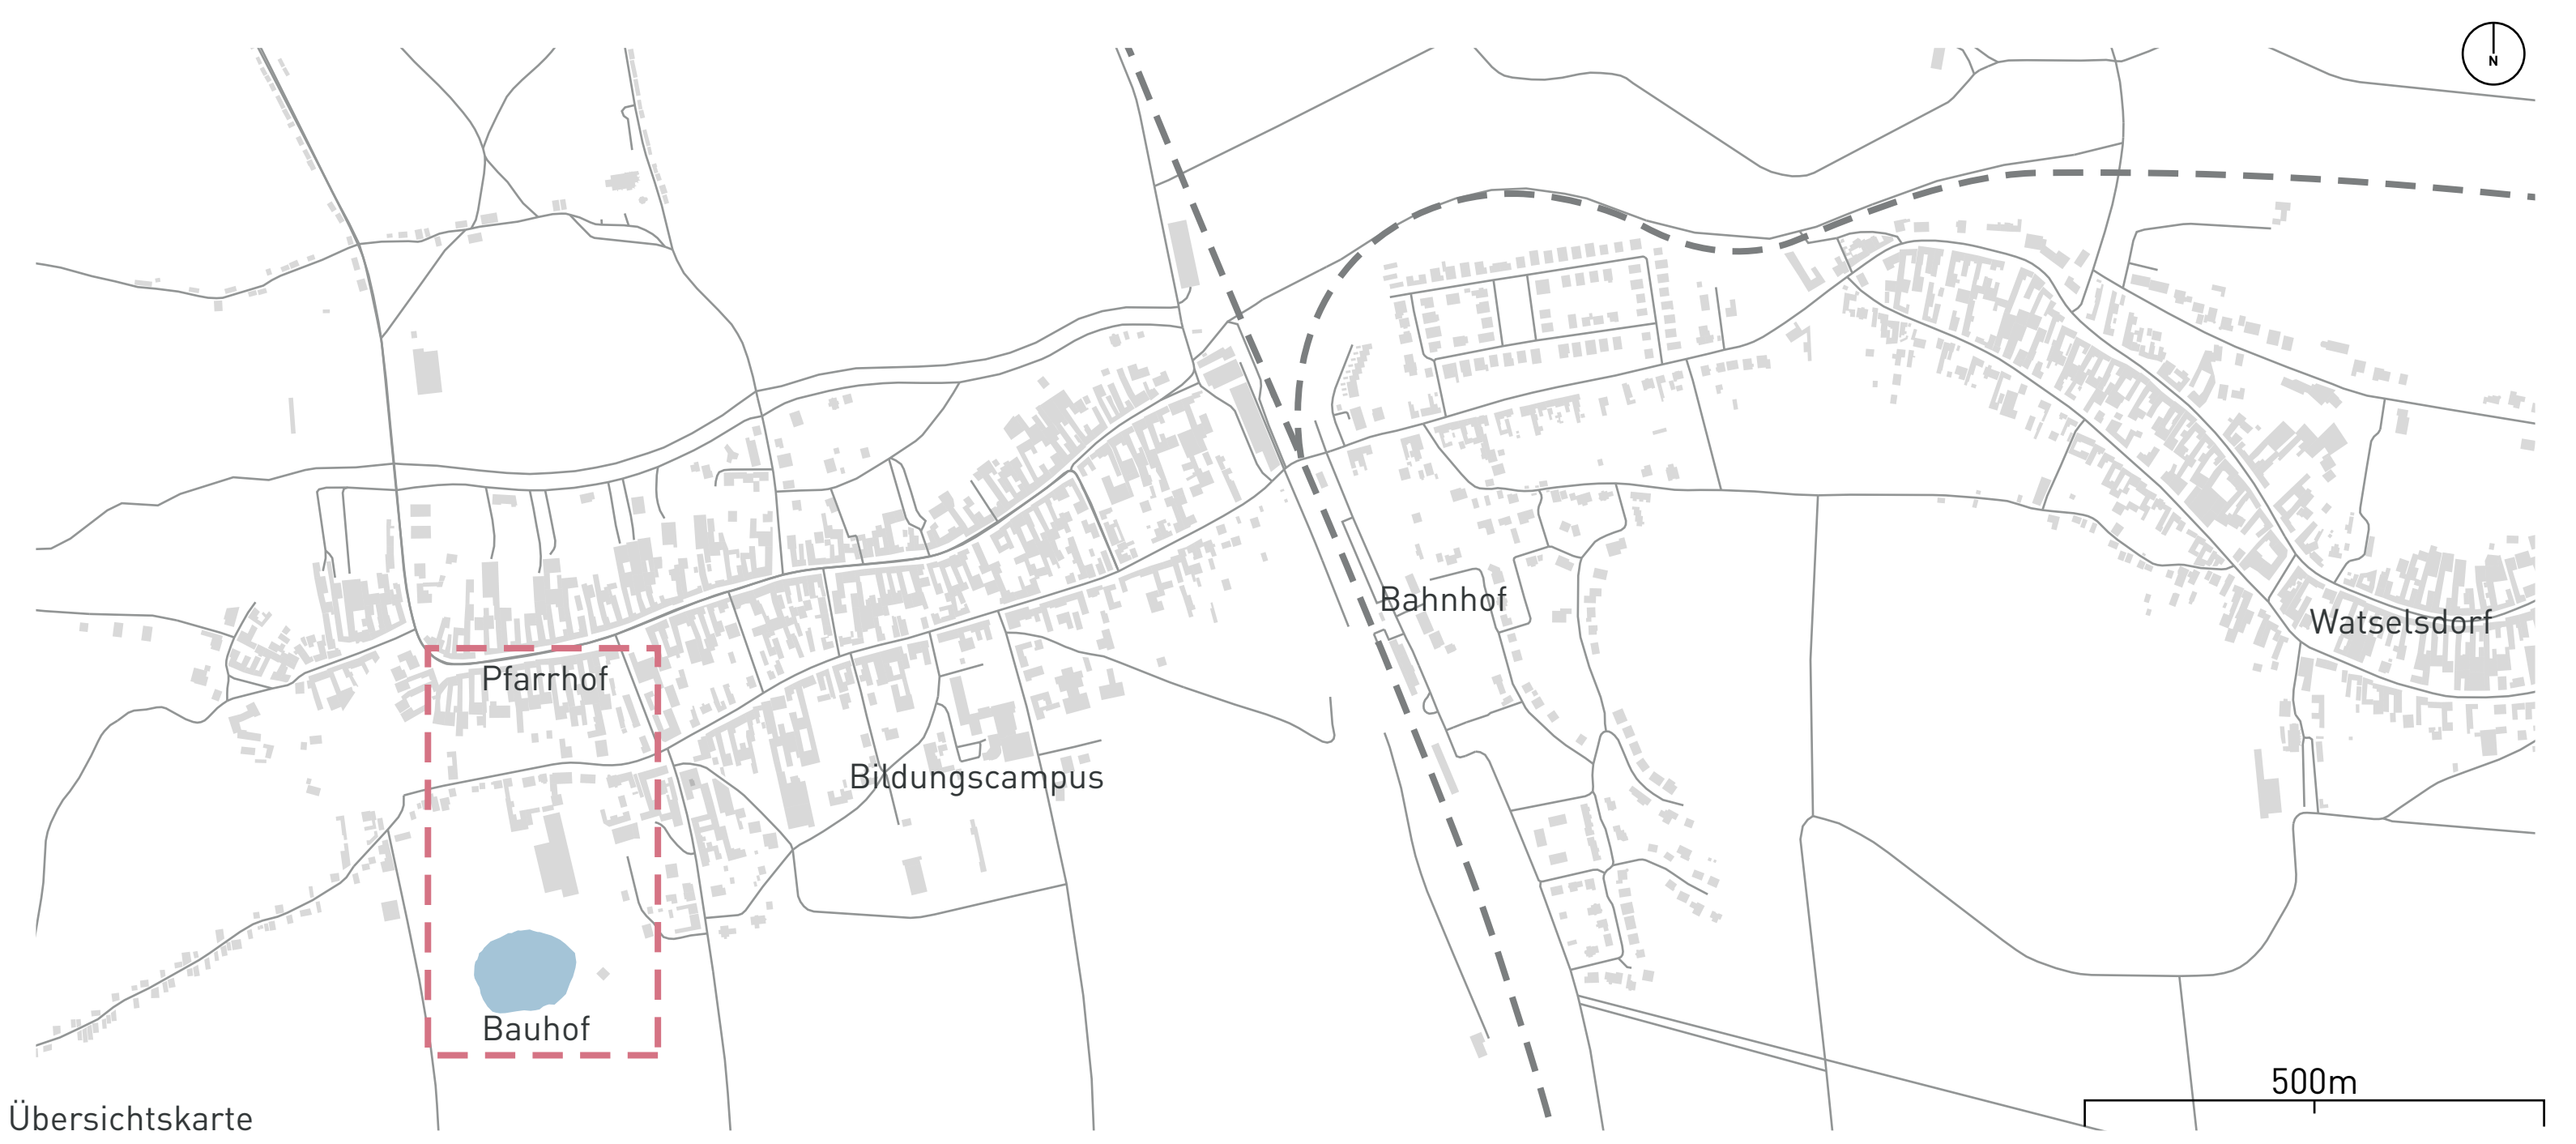 N
Bahnhof
Watselsdorf
Pfarrhof
Bildungscampus
Bauhof
500m
Übersichtskarte